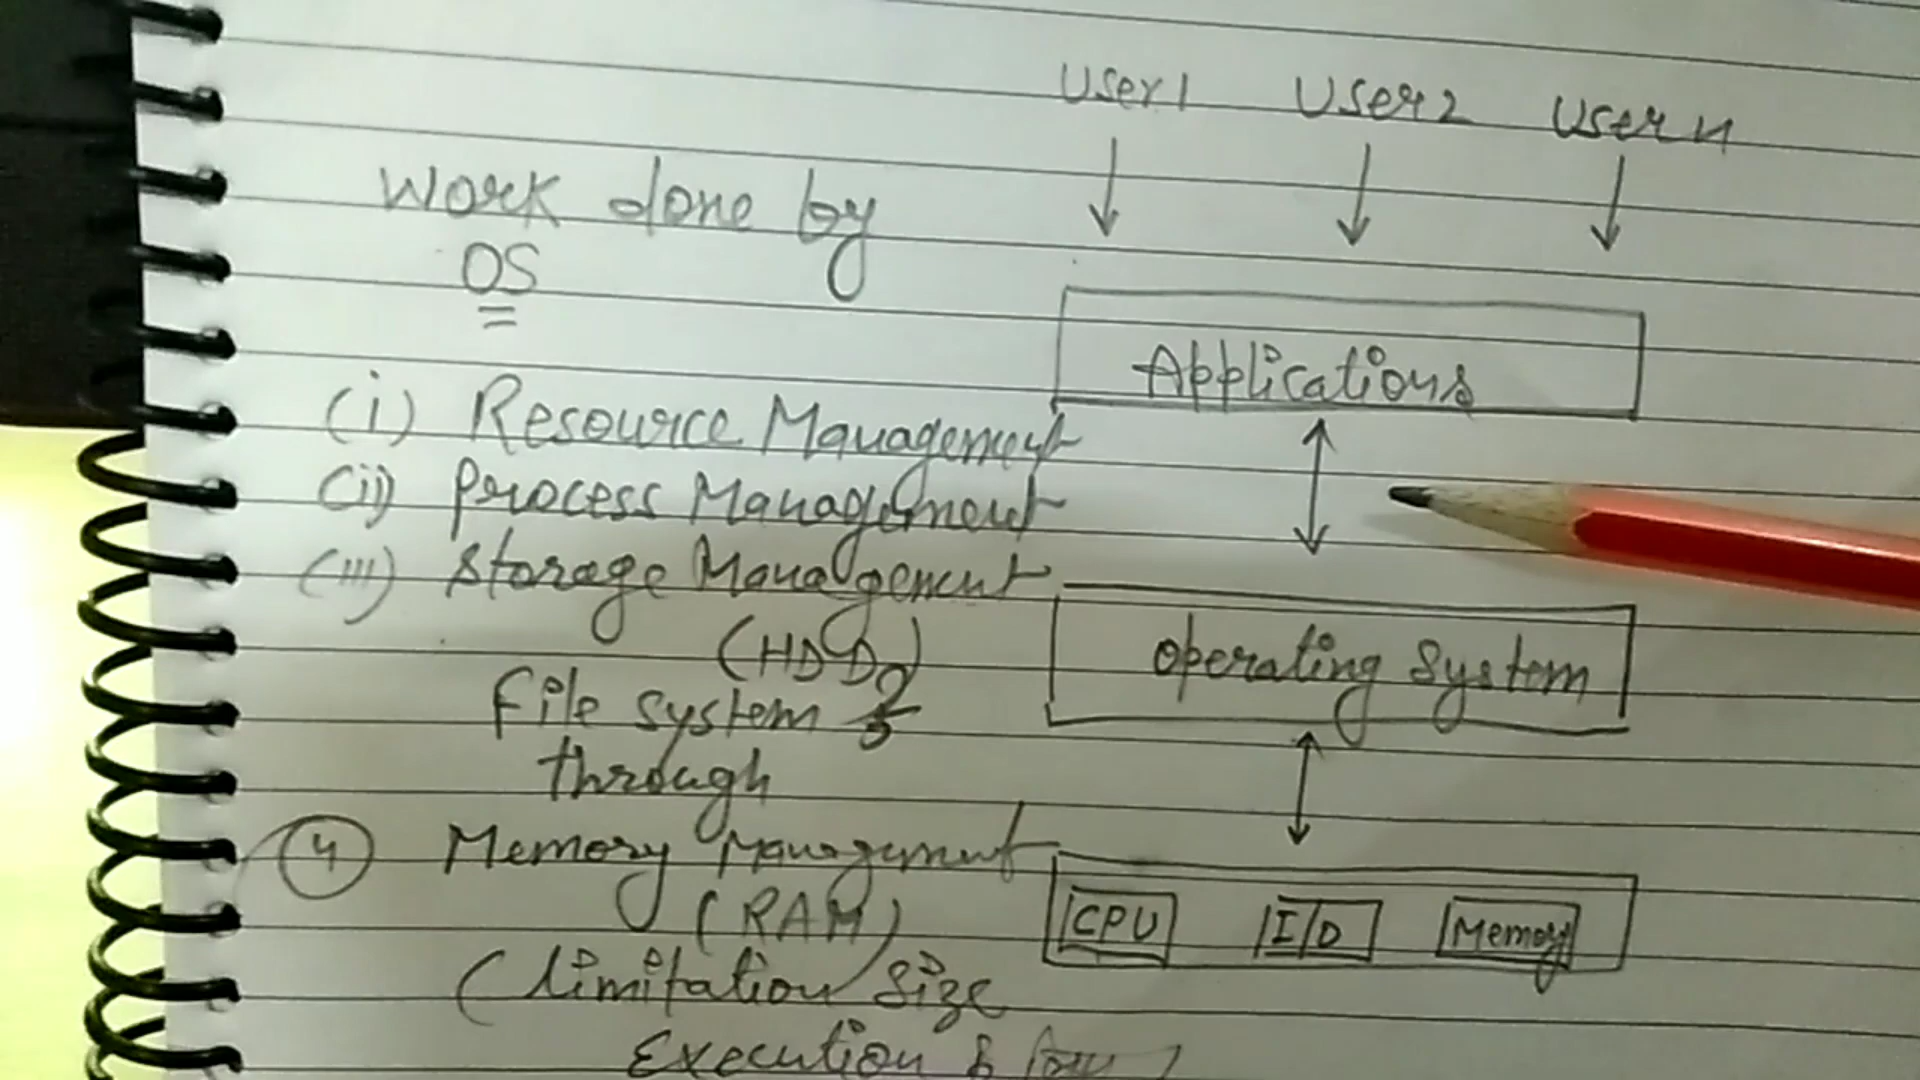 User1 User2 User n
Work done by
OS
Applications
(i) Resource Management
(ii) Process Management
(iii) Storage Management
(HDD)
Operating System
File system
through
4 Memory Management
(RAM)
CPU I/O Memory
(limitation size
Execution &